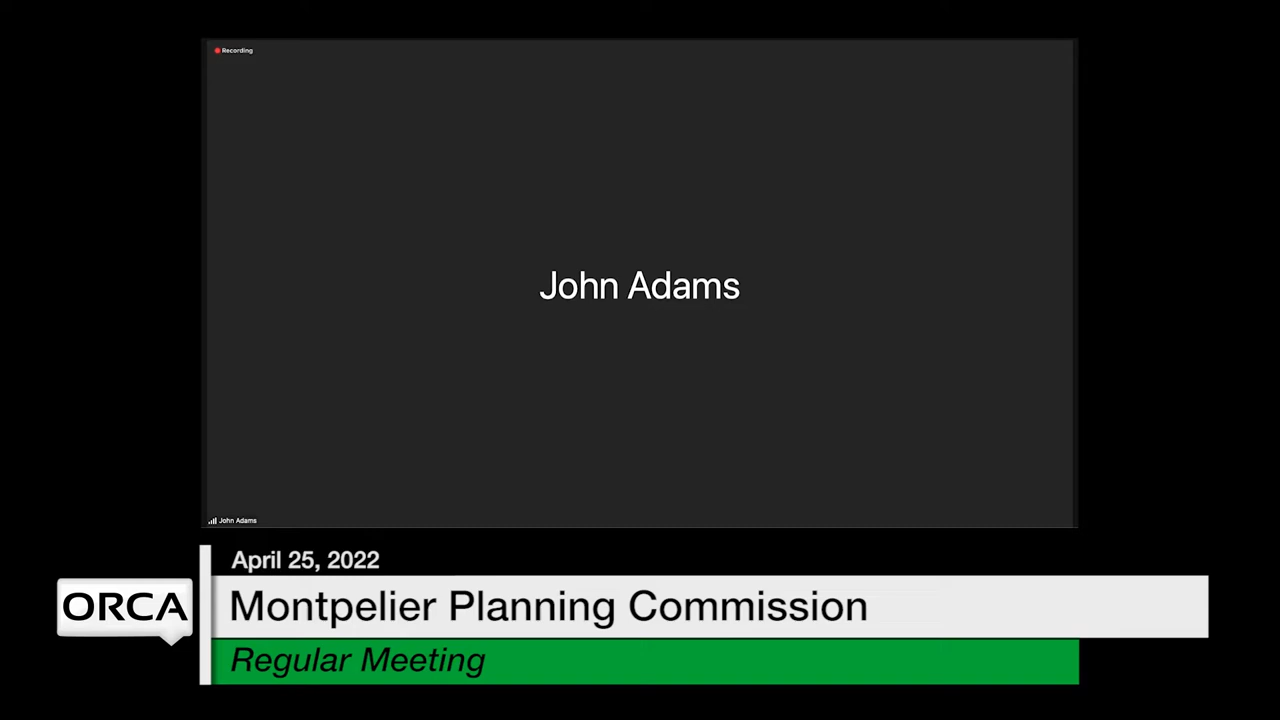 Recording
John Adams
John Adams
April 25, 2022
ORCA
Montpelier Planning Commission
Regular Meeting